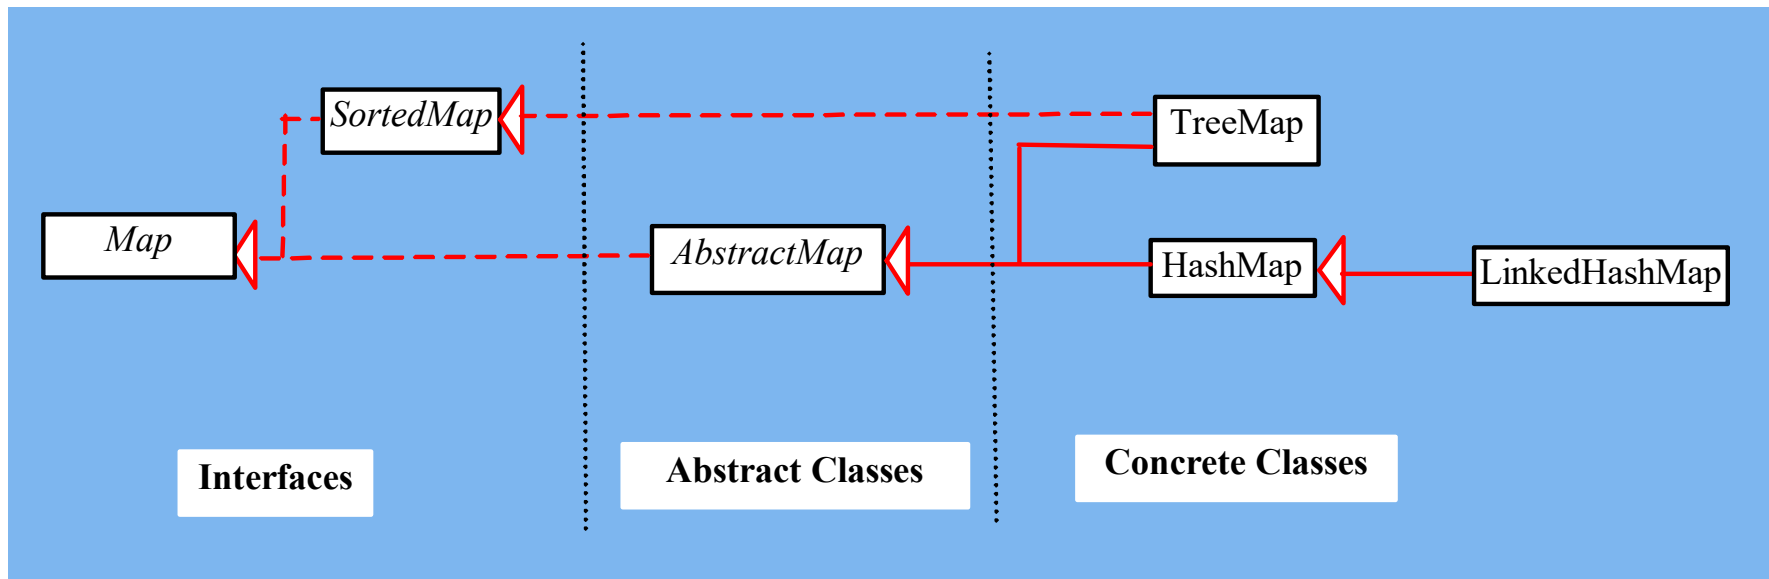 SortedMap
TreeMap
Map
AbstractMap
HashMap
LinkedHashMap
Interfaces
Abstract Classes
Concrete Classes